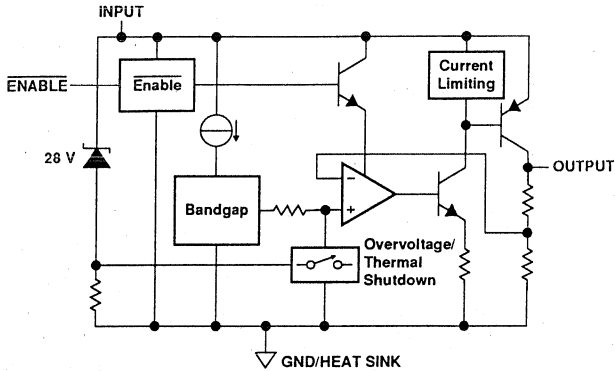 INPUT
Current
Limiting
ENABLE
Enable
28 V
OUTPUT
Bandgap
−
+
Overvoltage/
Thermal
Shutdown
GND/HEAT SINK